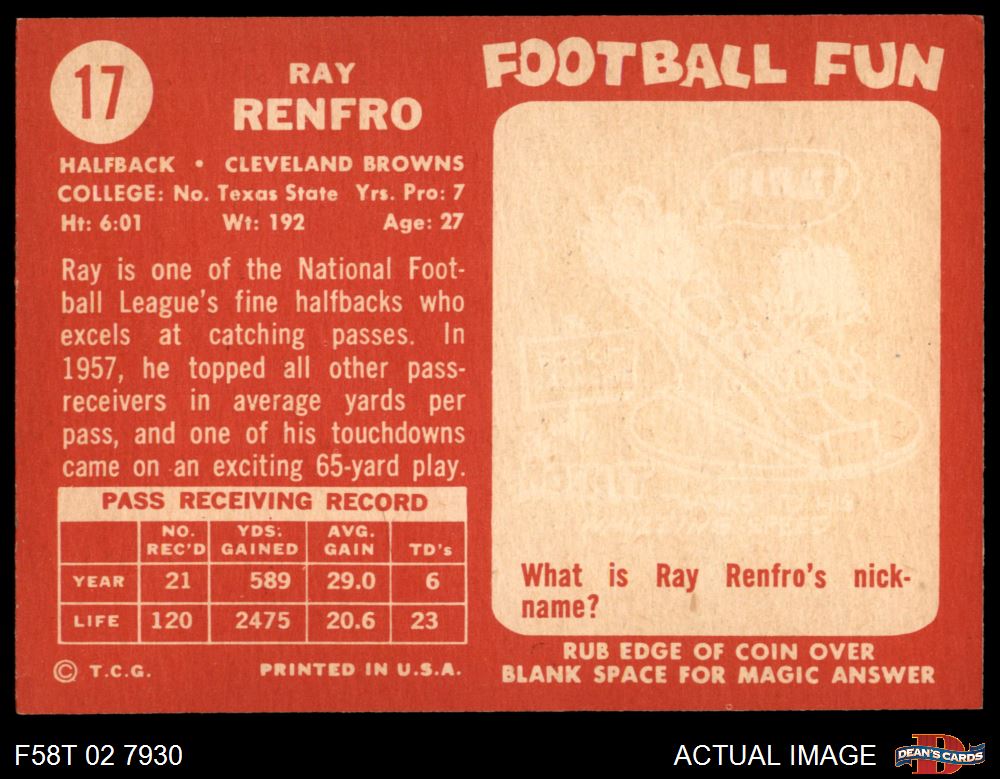 17
RAY
RENFRO
HALFBACK • CLEVELAND BROWNS
COLLEGE: No. Texas State Yrs. Pro: 7
Ht: 6:01 Wt: 192 Age: 27
Ray is one of the National Foot-
ball League's fine halfbacks who
excels at catching passes. In
1957, he topped all other pass-
receivers in average yards per
pass, and one of his touchdowns
came on an exciting 65-yard play.
PASS RECEIVING RECORD
NO. REC'D YDS. GAINED AVG. GAIN TD's
YEAR 21 589 29.0 6
LIFE 120 2475 20.6 23
© T.C.G. PRINTED IN U.S.A.
FOOTBALL FUN
What is Ray Renfro's nick-
name?
RUB EDGE OF COIN OVER
BLANK SPACE FOR MAGIC ANSWER
F58T 02 7930
ACTUAL IMAGE
DEAN'S CARDS